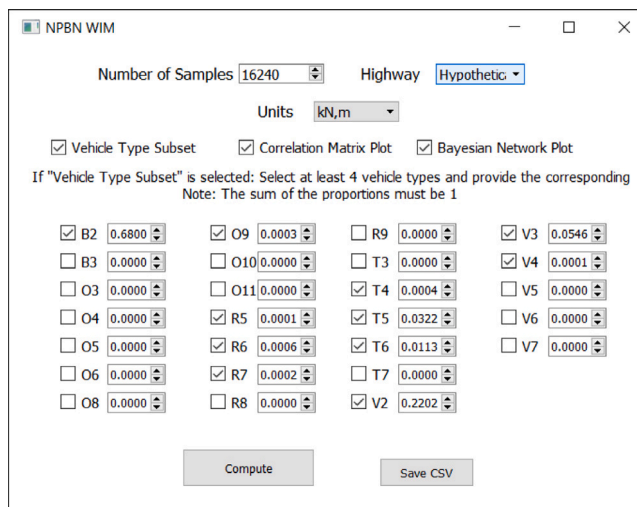 NPBN WIM
Number of Samples 16240 Highway Hypothetic
Units kN,m
Vehicle Type Subset Correlation Matrix Plot Bayesian Network Plot
If "Vehicle Type Subset" is selected: Select at least 4 vehicle types and provide the corresponding
Note: The sum of the proportions must be 1
B2 0.6800 O9 0.0003 R9 0.0000 V3 0.0546
B3 0.0000 O10 0.0000 T3 0.0000 V4 0.0001
O3 0.0000 O11 0.0000 T4 0.0004 V5 0.0000
O4 0.0000 R5 0.0001 T5 0.0322 V6 0.0000
O5 0.0000 R6 0.0006 T6 0.0113 V7 0.0000
O6 0.0000 R7 0.0002 T7 0.0000
O8 0.0000 R8 0.0000 V2 0.2202
Compute Save CSV